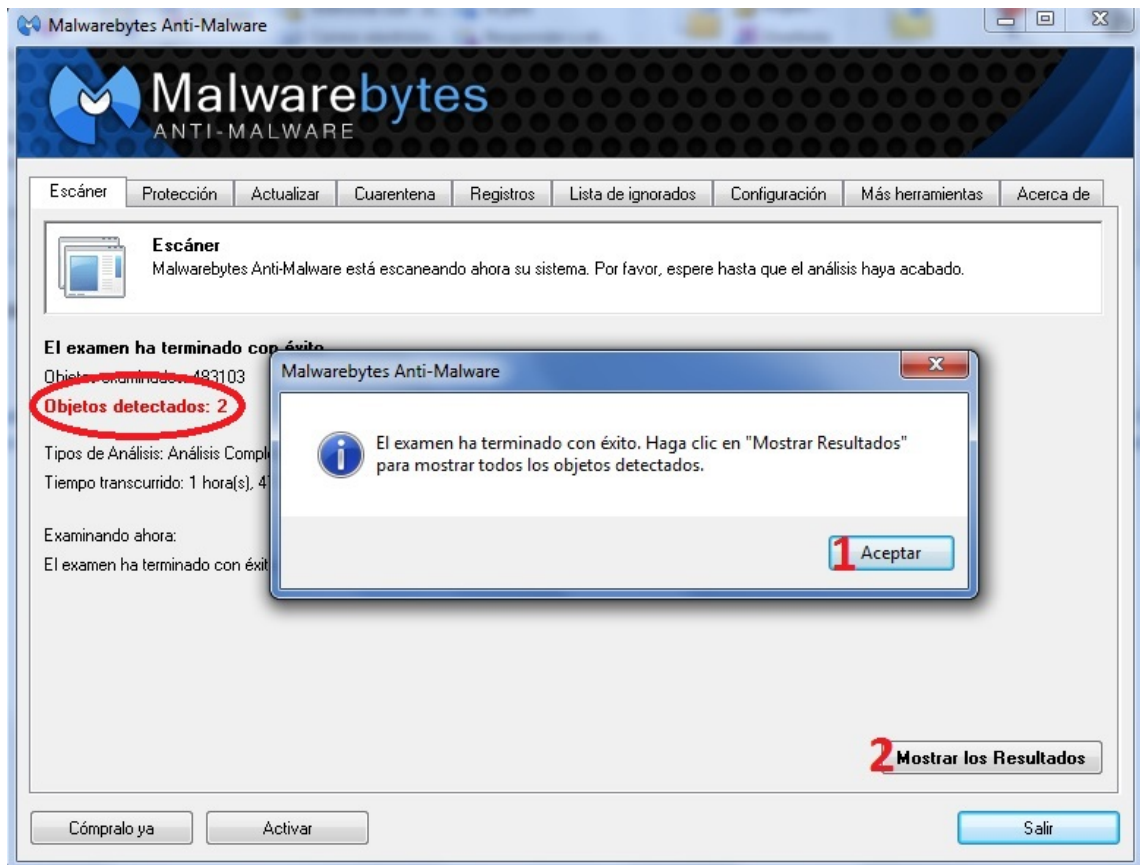 Malwarebytes Anti-Malware
Malwarebytes
ANTI-MALWARE
Escáner Protección Actualizar Cuarentena Registros Lista de ignorados Configuración Más herramientas Acerca de
Escáner
Malwarebytes Anti-Malware está escaneando ahora su sistema. Por favor, espere hasta que el análisis haya acabado.
El examen ha terminado con éxito
483103
Objetos detectados: 2
Tipos de Análisis: Análisis
Tiempo transcurrido: 1 hora(s),
Examinando ahora:
El examen ha terminado con
Malwarebytes Anti-Malware
El examen ha terminado con éxito. Haga clic en "Mostrar Resultados"
para mostrar todos los objetos detectados.
1 Aceptar
2 Mostrar los Resultados
Cómpralo ya Activar Salir